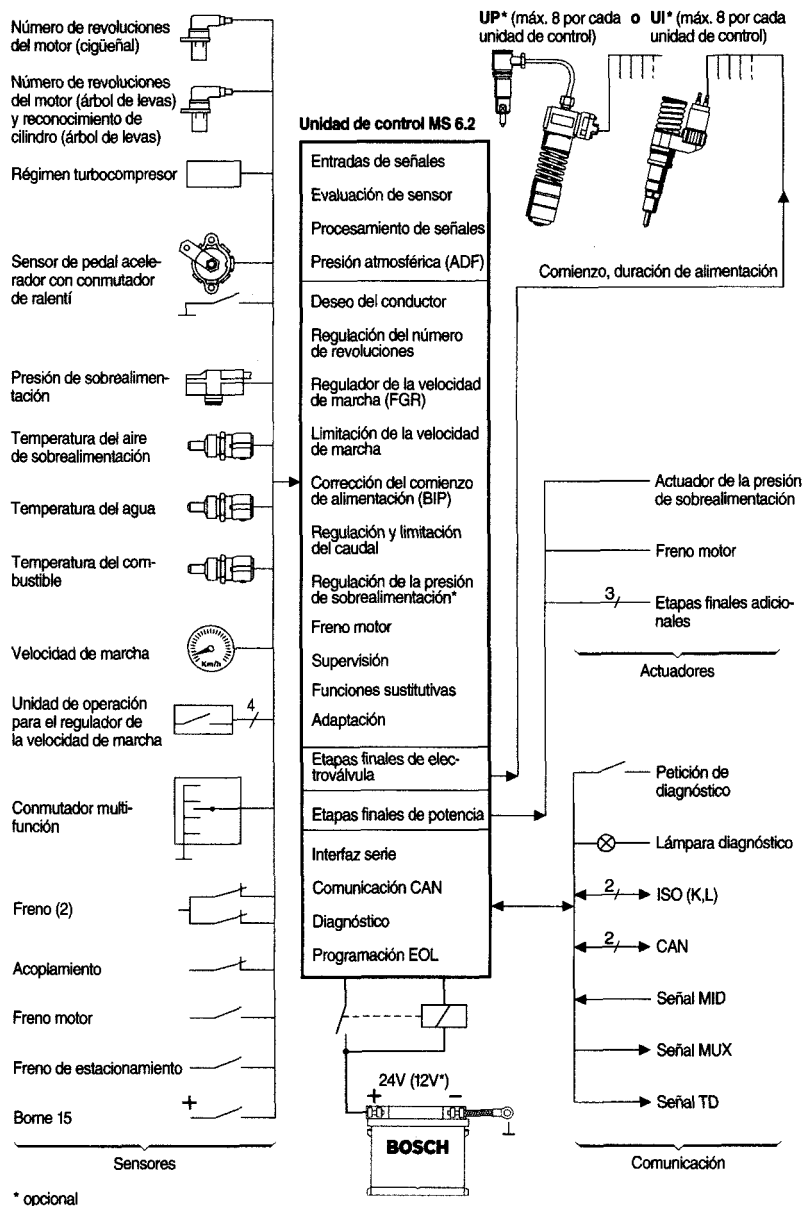 Número de revoluciones
del motor (cigüeñal)
Número de revoluciones
del motor (árbol de levas)
y reconocimiento de
cilindro (árbol de levas)
Régimen turbocompresor
Sensor de pedal acele-
rador con conmutador
de ralentí
Presión de sobrealimen-
tación
Temperatura del aire
de sobrealimentación
Temperatura del agua
Temperatura del com-
bustible
Velocidad de marcha
Km/h
Unidad de operación
para el regulador de
la velocidad de marcha
4
Conmutador multi-
función
Freno (2)
Acoplamiento
Freno motor
Freno de estacionamiento
+
Borne 15
Sensores
* opcional
Unidad de control MS 6.2
Entradas de señales
Evaluación de sensor
Procesamiento de señales
Presión atmosférica (ADF)
Deseo del conductor
Regulación del número
de revoluciones
Regulador de la velocidad
de marcha (FGR)
Limitación de la velocidad
de marcha
Corrección del comienzo
de alimentación (BIP)
Regulación y limitación
del caudal
Regulación de la presión
de sobrealimentación*
Freno motor
Supervisión
Funciones sustitutivas
Adaptación
Etapas finales de elec-
troválvula
Etapas finales de potencia
Interfaz serie
Comunicación CAN
Diagnóstico
Programación EOL
24V (12V*)
+ −
BOSCH
UP* (máx. 8 por cada o UI* (máx. 8 por cada
unidad de control) unidad de control)
Comienzo, duración de alimentación
Actuador de la presión
de sobrealimentación
Freno motor
3
Etapas finales adicio-
nales
Actuadores
Petición de
diagnóstico
Lámpara diagnóstico
2 ISO (K,L)
2 CAN
Señal MID
Señal MUX
Señal TD
Comunicación